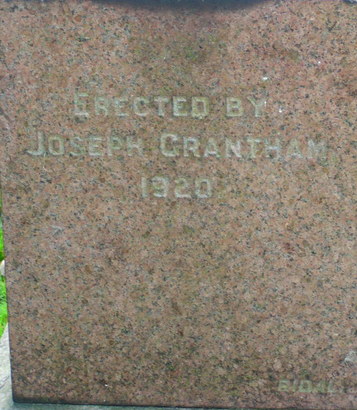 ERECTED BY
JOSEPH GRANTHAM
1920